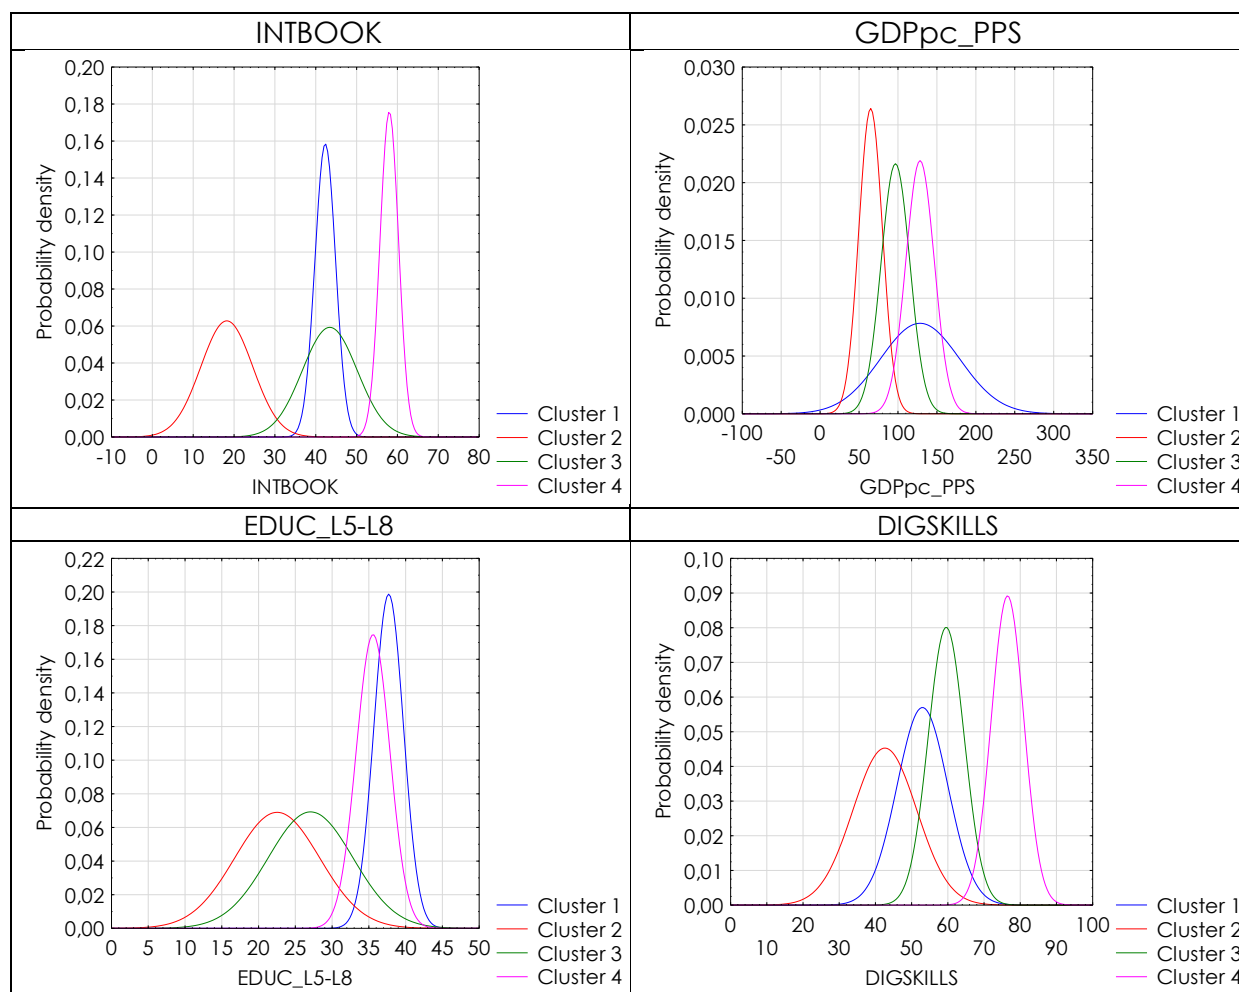 INTBOOK
GDPpc_PPS
0,20
0,18
0,16
0,14
0,12
0,10
0,08
0,06
0,04
0,02
0,00
Probability density
-10 0 10 20 30 40 50 60 70 80
INTBOOK
Cluster 1
Cluster 2
Cluster 3
Cluster 4
0,030
0,025
0,020
0,015
0,010
0,005
0,000
Probability density
-100 0 100 200 300
-50 50 150 250 350
GDPpc_PPS
Cluster 1
Cluster 2
Cluster 3
Cluster 4
EDUC_L5-L8
DIGSKILLS
0,22
0,20
0,18
0,16
0,14
0,12
0,10
0,08
0,06
0,04
0,02
0,00
Probability density
0 5 10 15 20 25 30 35 40 45 50
EDUC_L5-L8
Cluster 1
Cluster 2
Cluster 3
Cluster 4
0,10
0,09
0,08
0,07
0,06
0,05
0,04
0,03
0,02
0,01
0,00
Probability density
0 20 40 60 80 100
10 30 50 70 90
DIGSKILLS
Cluster 1
Cluster 2
Cluster 3
Cluster 4